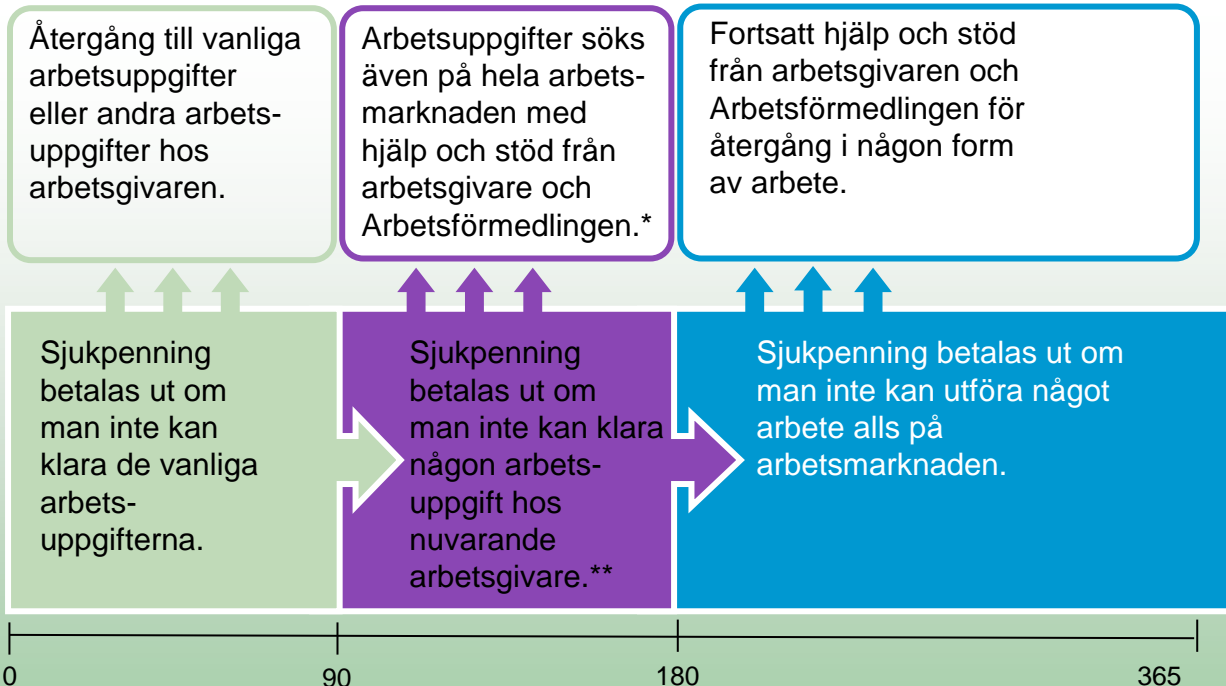 Återgång till vanliga
arbetsuppgifter
eller andra arbets-
uppgifter hos
arbetsgivaren.
Arbetsuppgifter söks
även på hela arbets-
marknaden med
hjälp och stöd från
arbetsgivare och
Arbetsförmedlingen.*
Fortsatt hjälp och stöd
från arbetsgivaren och
Arbetsförmedlingen för
återgång i någon form
av arbete.
Sjukpenning
betalas ut om
man inte kan
klara de vanliga
arbets-
uppgifterna.
Sjukpenning
betalas ut om
man inte kan klara
någon arbets-
uppgift hos
nuvarande
arbetsgivare.**
Sjukpenning betalas ut om
man inte kan utföra något
arbete alls på
arbetsmarknaden.
0 90 180 365